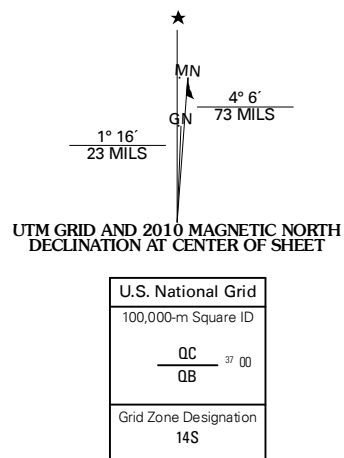 ★
MN
4° 6´
73 MILS
GN
1° 16´
23 MILS
UTM GRID AND 2010 MAGNETIC NORTH
DECLINATION AT CENTER OF SHEET
U.S. National Grid
100,000-m Square ID
QC
37 00
QB
Grid Zone Designation
14S